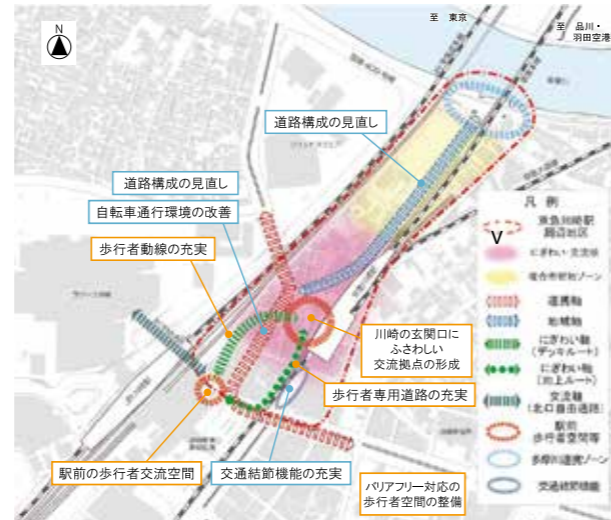 至　東京
至　品川・
羽田空港
N
道路構成の見直し
道路構成の見直し
自転車通行環境の改善
歩行者動線の充実
川崎の玄関口に
ふさわしい
交流拠点の形成
歩行者専用道路の充実
駅前の歩行者交流空間
交通結節機能の充実
バリアフリー対応の
歩行者空間の整備
凡 例
京急川崎駅
周辺地区
V
にぎわい・交流
複合市街地ゾーン
連携軸
地域軸
にぎわい軸
(デッキルート)
にぎわい軸
(地上ルート)
交流軸
(北口自由通路)
駅前
歩行者空間等
多摩川連携ゾーン
交通結節機能